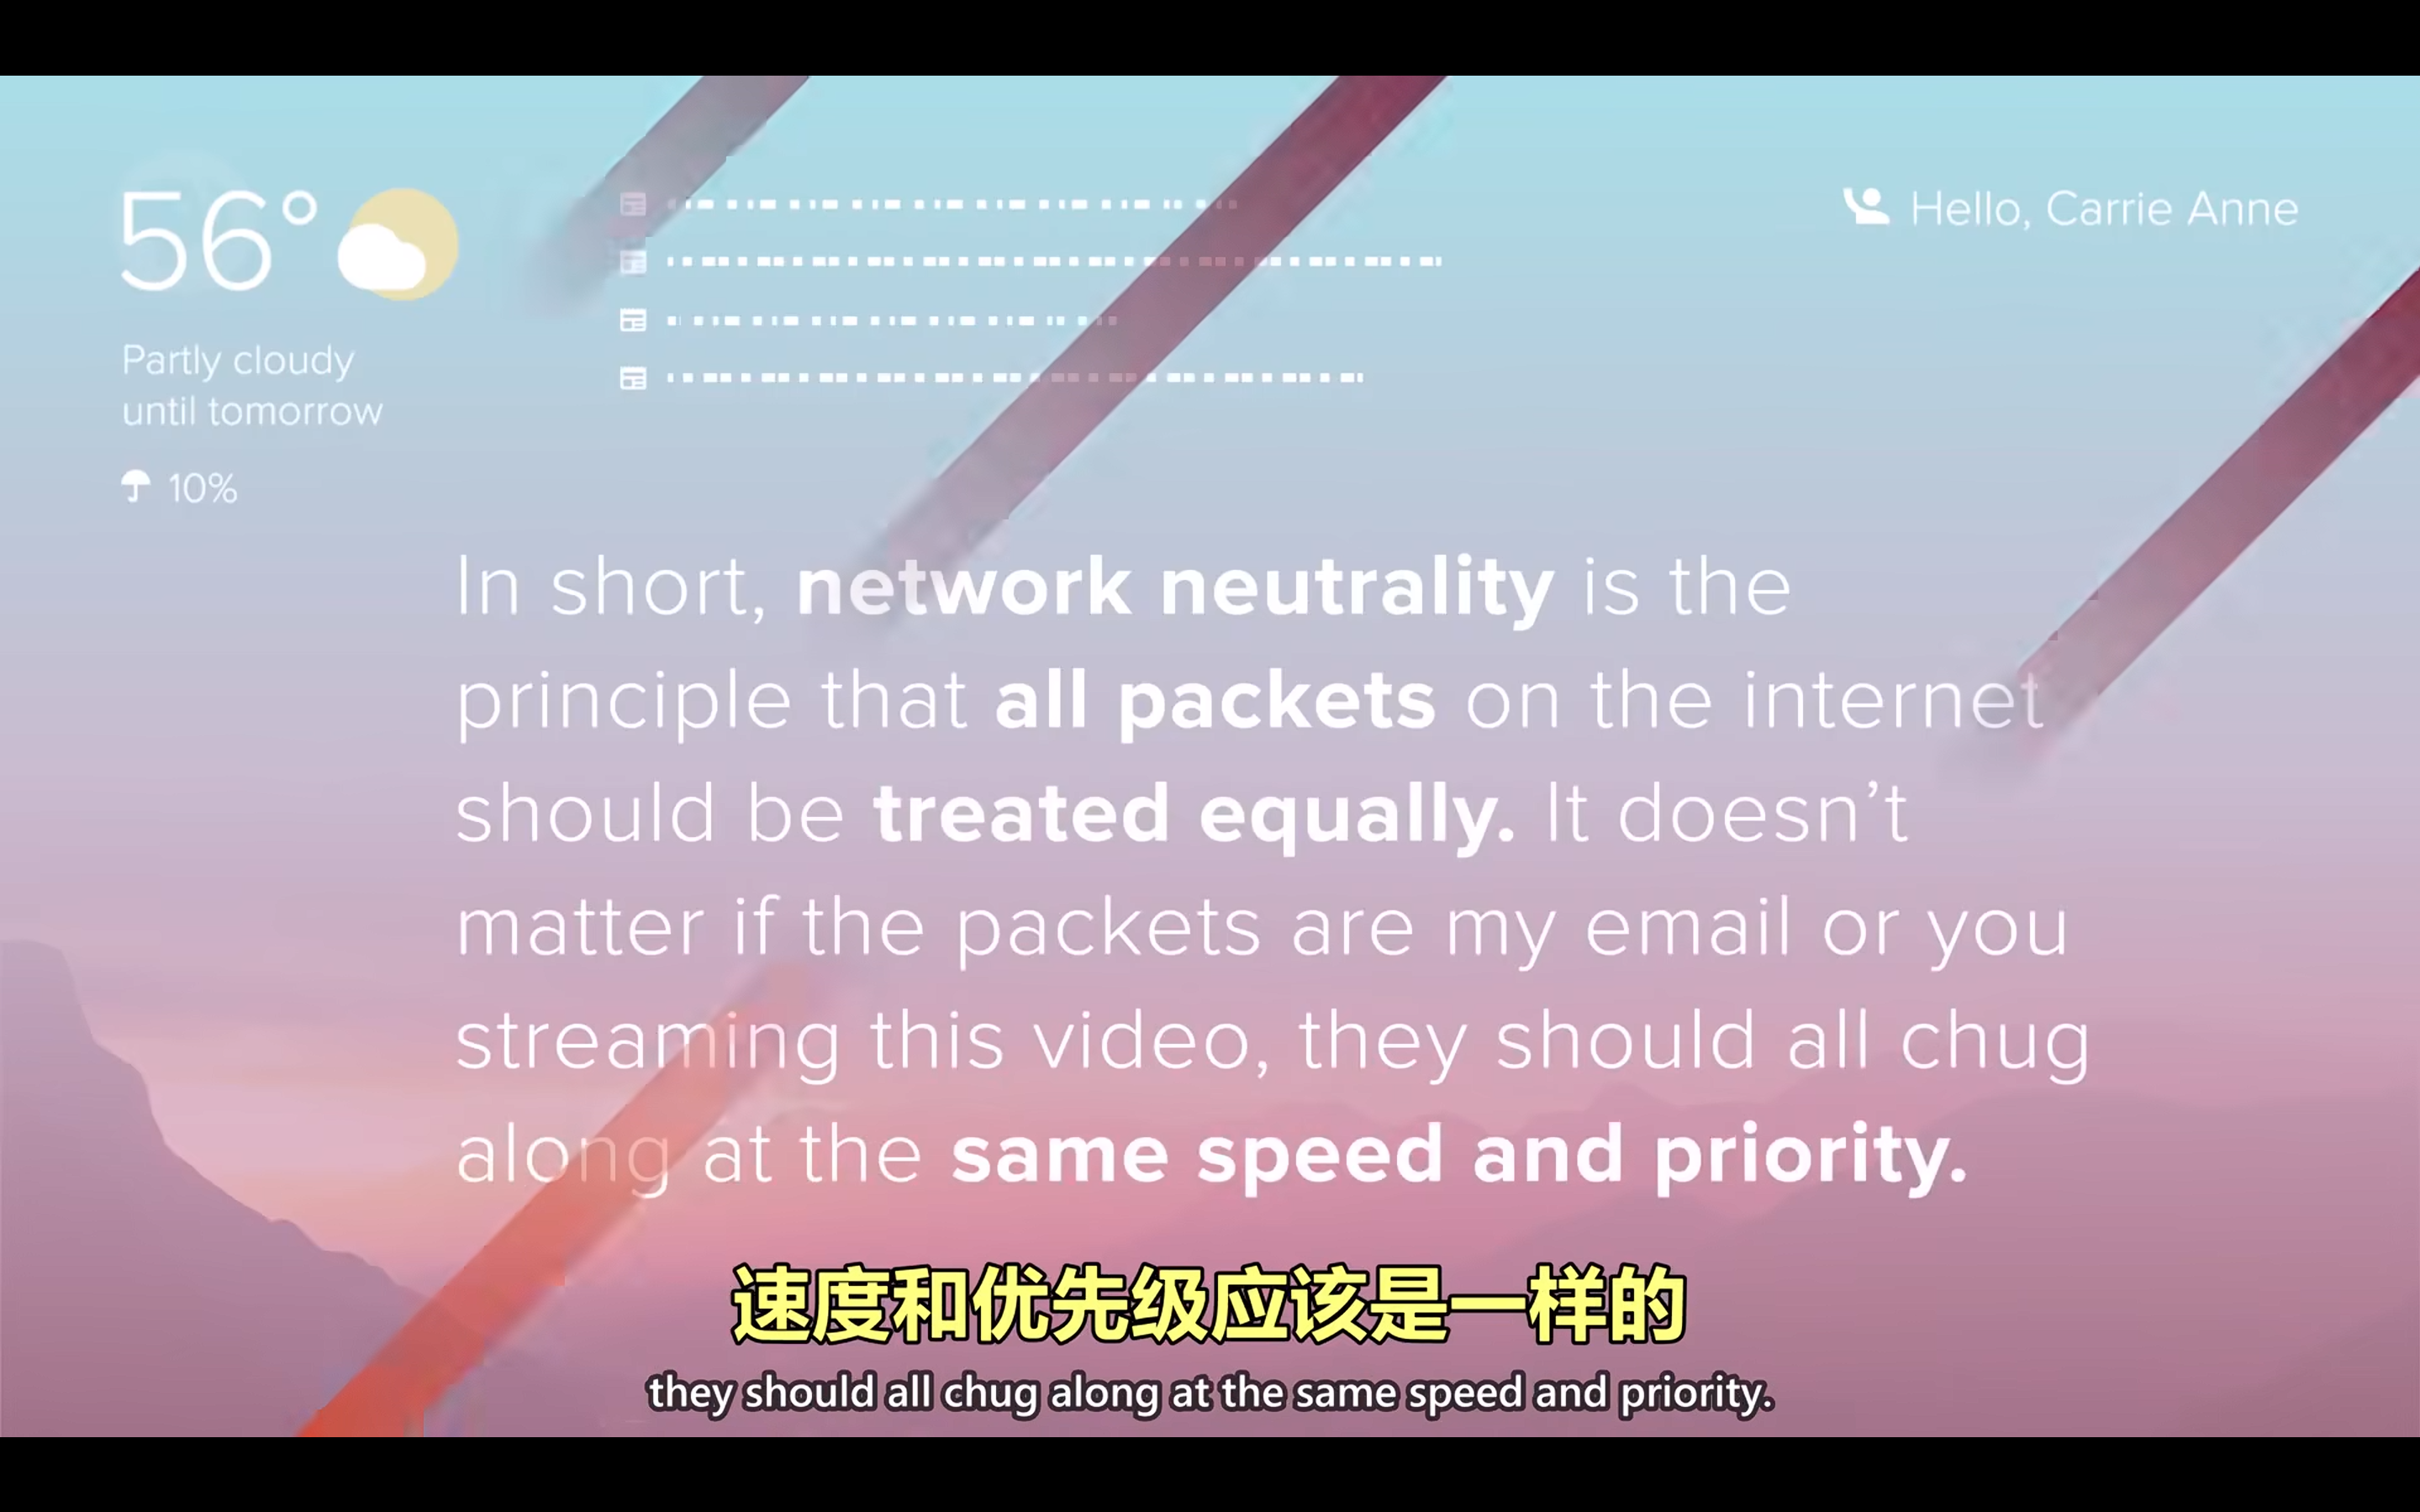 56°
Partly cloudy
until tomorrow
10%
Hello, Carrie Anne
In short, network neutrality is the
principle that all packets on the internet
should be treated equally. It doesn’t
matter if the packets are my email or you
streaming this video, they should all chug
along at the same speed and priority.
速度和优先级应该是一样的
they should all chug along at the same speed and priority.